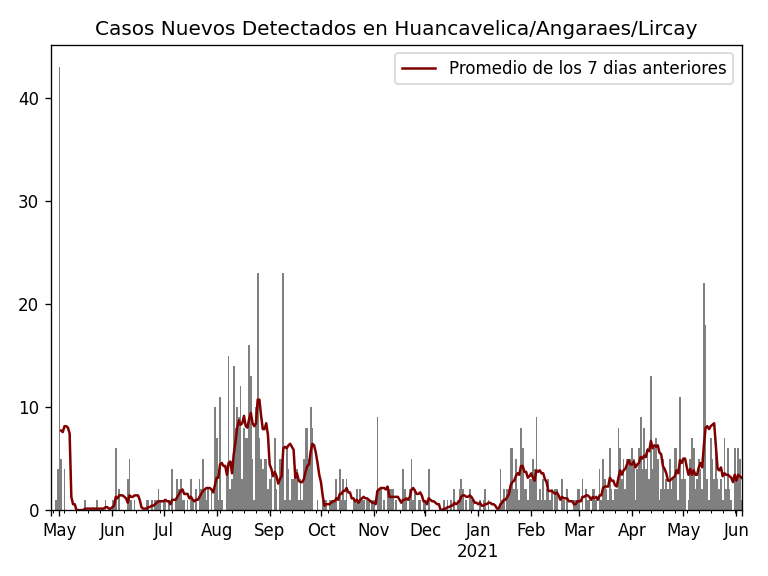 Casos Nuevos Detectados en Huancavelica/Angaraes/Lircay
Promedio de los 7 dias anteriores
40
30
20
10
0
May Jun Jul Aug Sep Oct Nov Dec Jan Feb Mar Apr May Jun
2021